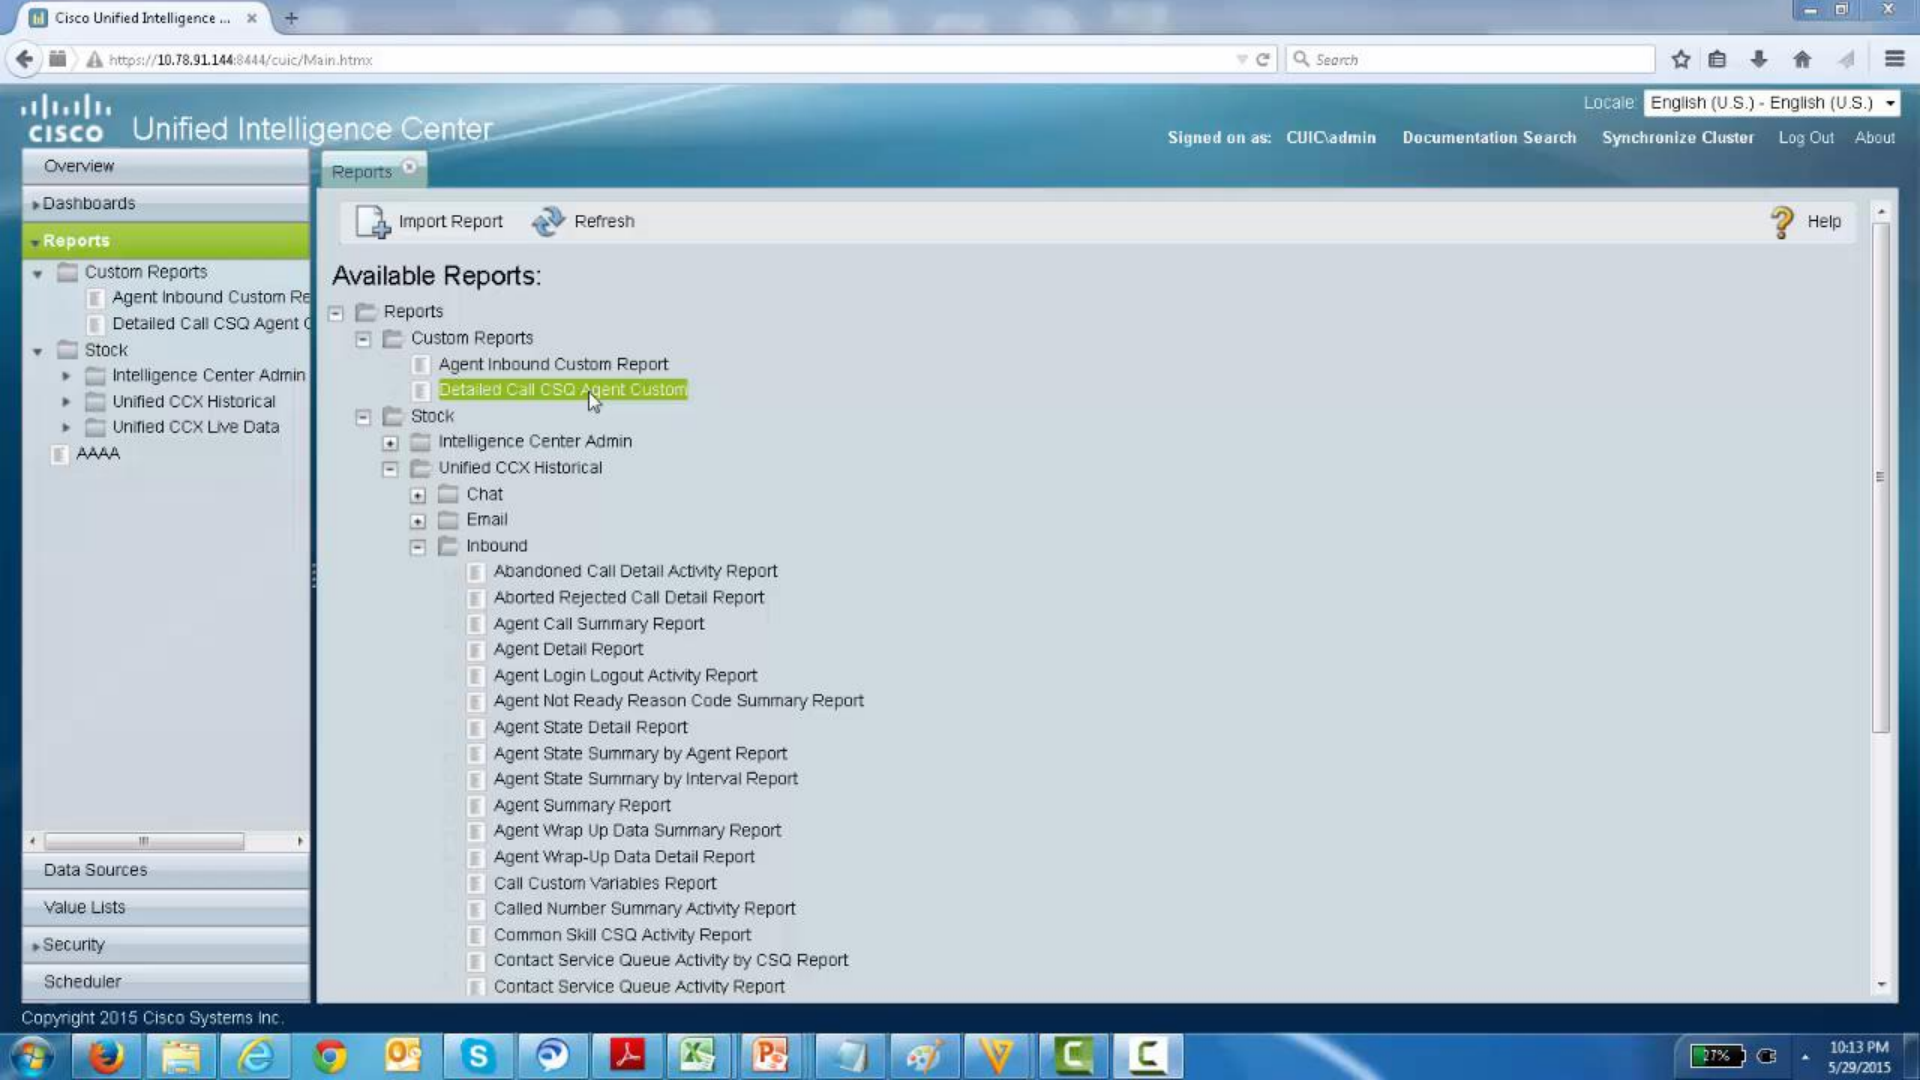 Cisco Unified Intelligence ...
https://10.78.91.144:8444/cuic/Main.htmx
Search
Locale: English (U.S.) - English (U.S.)
CISCO Unified Intelligence Center
Signed on as: CUIC\admin Documentation Search Synchronize Cluster Log Out About
Overview
Dashboards
Reports
Custom Reports
Agent Inbound Custom Re
Detailed Call CSQ Agent C
Stock
Intelligence Center Admin
Unified CCX Historical
Unified CCX Live Data
AAAA
Data Sources
Value Lists
Security
Scheduler
Reports
Import Report Refresh Help
Available Reports:
Reports
Custom Reports
Agent Inbound Custom Report
Detailed Call CSQ Agent Custom
Stock
Intelligence Center Admin
Unified CCX Historical
Chat
Email
Inbound
Abandoned Call Detail Activity Report
Aborted Rejected Call Detail Report
Agent Call Summary Report
Agent Detail Report
Agent Login Logout Activity Report
Agent Not Ready Reason Code Summary Report
Agent State Detail Report
Agent State Summary by Agent Report
Agent State Summary by Interval Report
Agent Summary Report
Agent Wrap Up Data Summary Report
Agent Wrap-Up Data Detail Report
Call Custom Variables Report
Called Number Summary Activity Report
Common Skill CSQ Activity Report
Contact Service Queue Activity by CSQ Report
Contact Service Queue Activity Report
Copyright 2015 Cisco Systems Inc.
27%
10:13 PM
5/29/2015